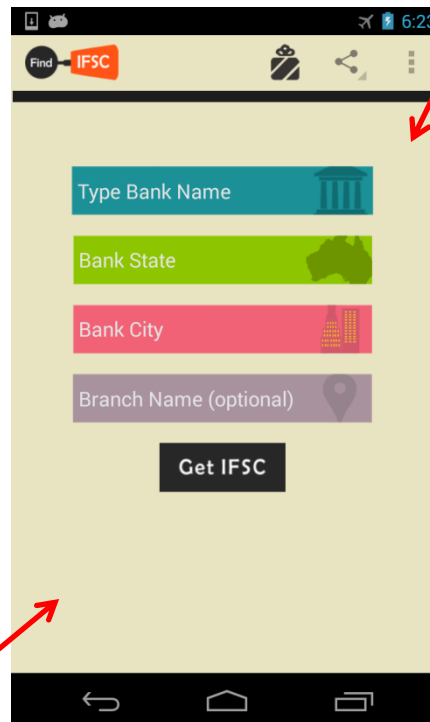 6:23
Find IFSC
Type Bank Name
Bank State
Bank City
Branch Name (optional)
Get IFSC